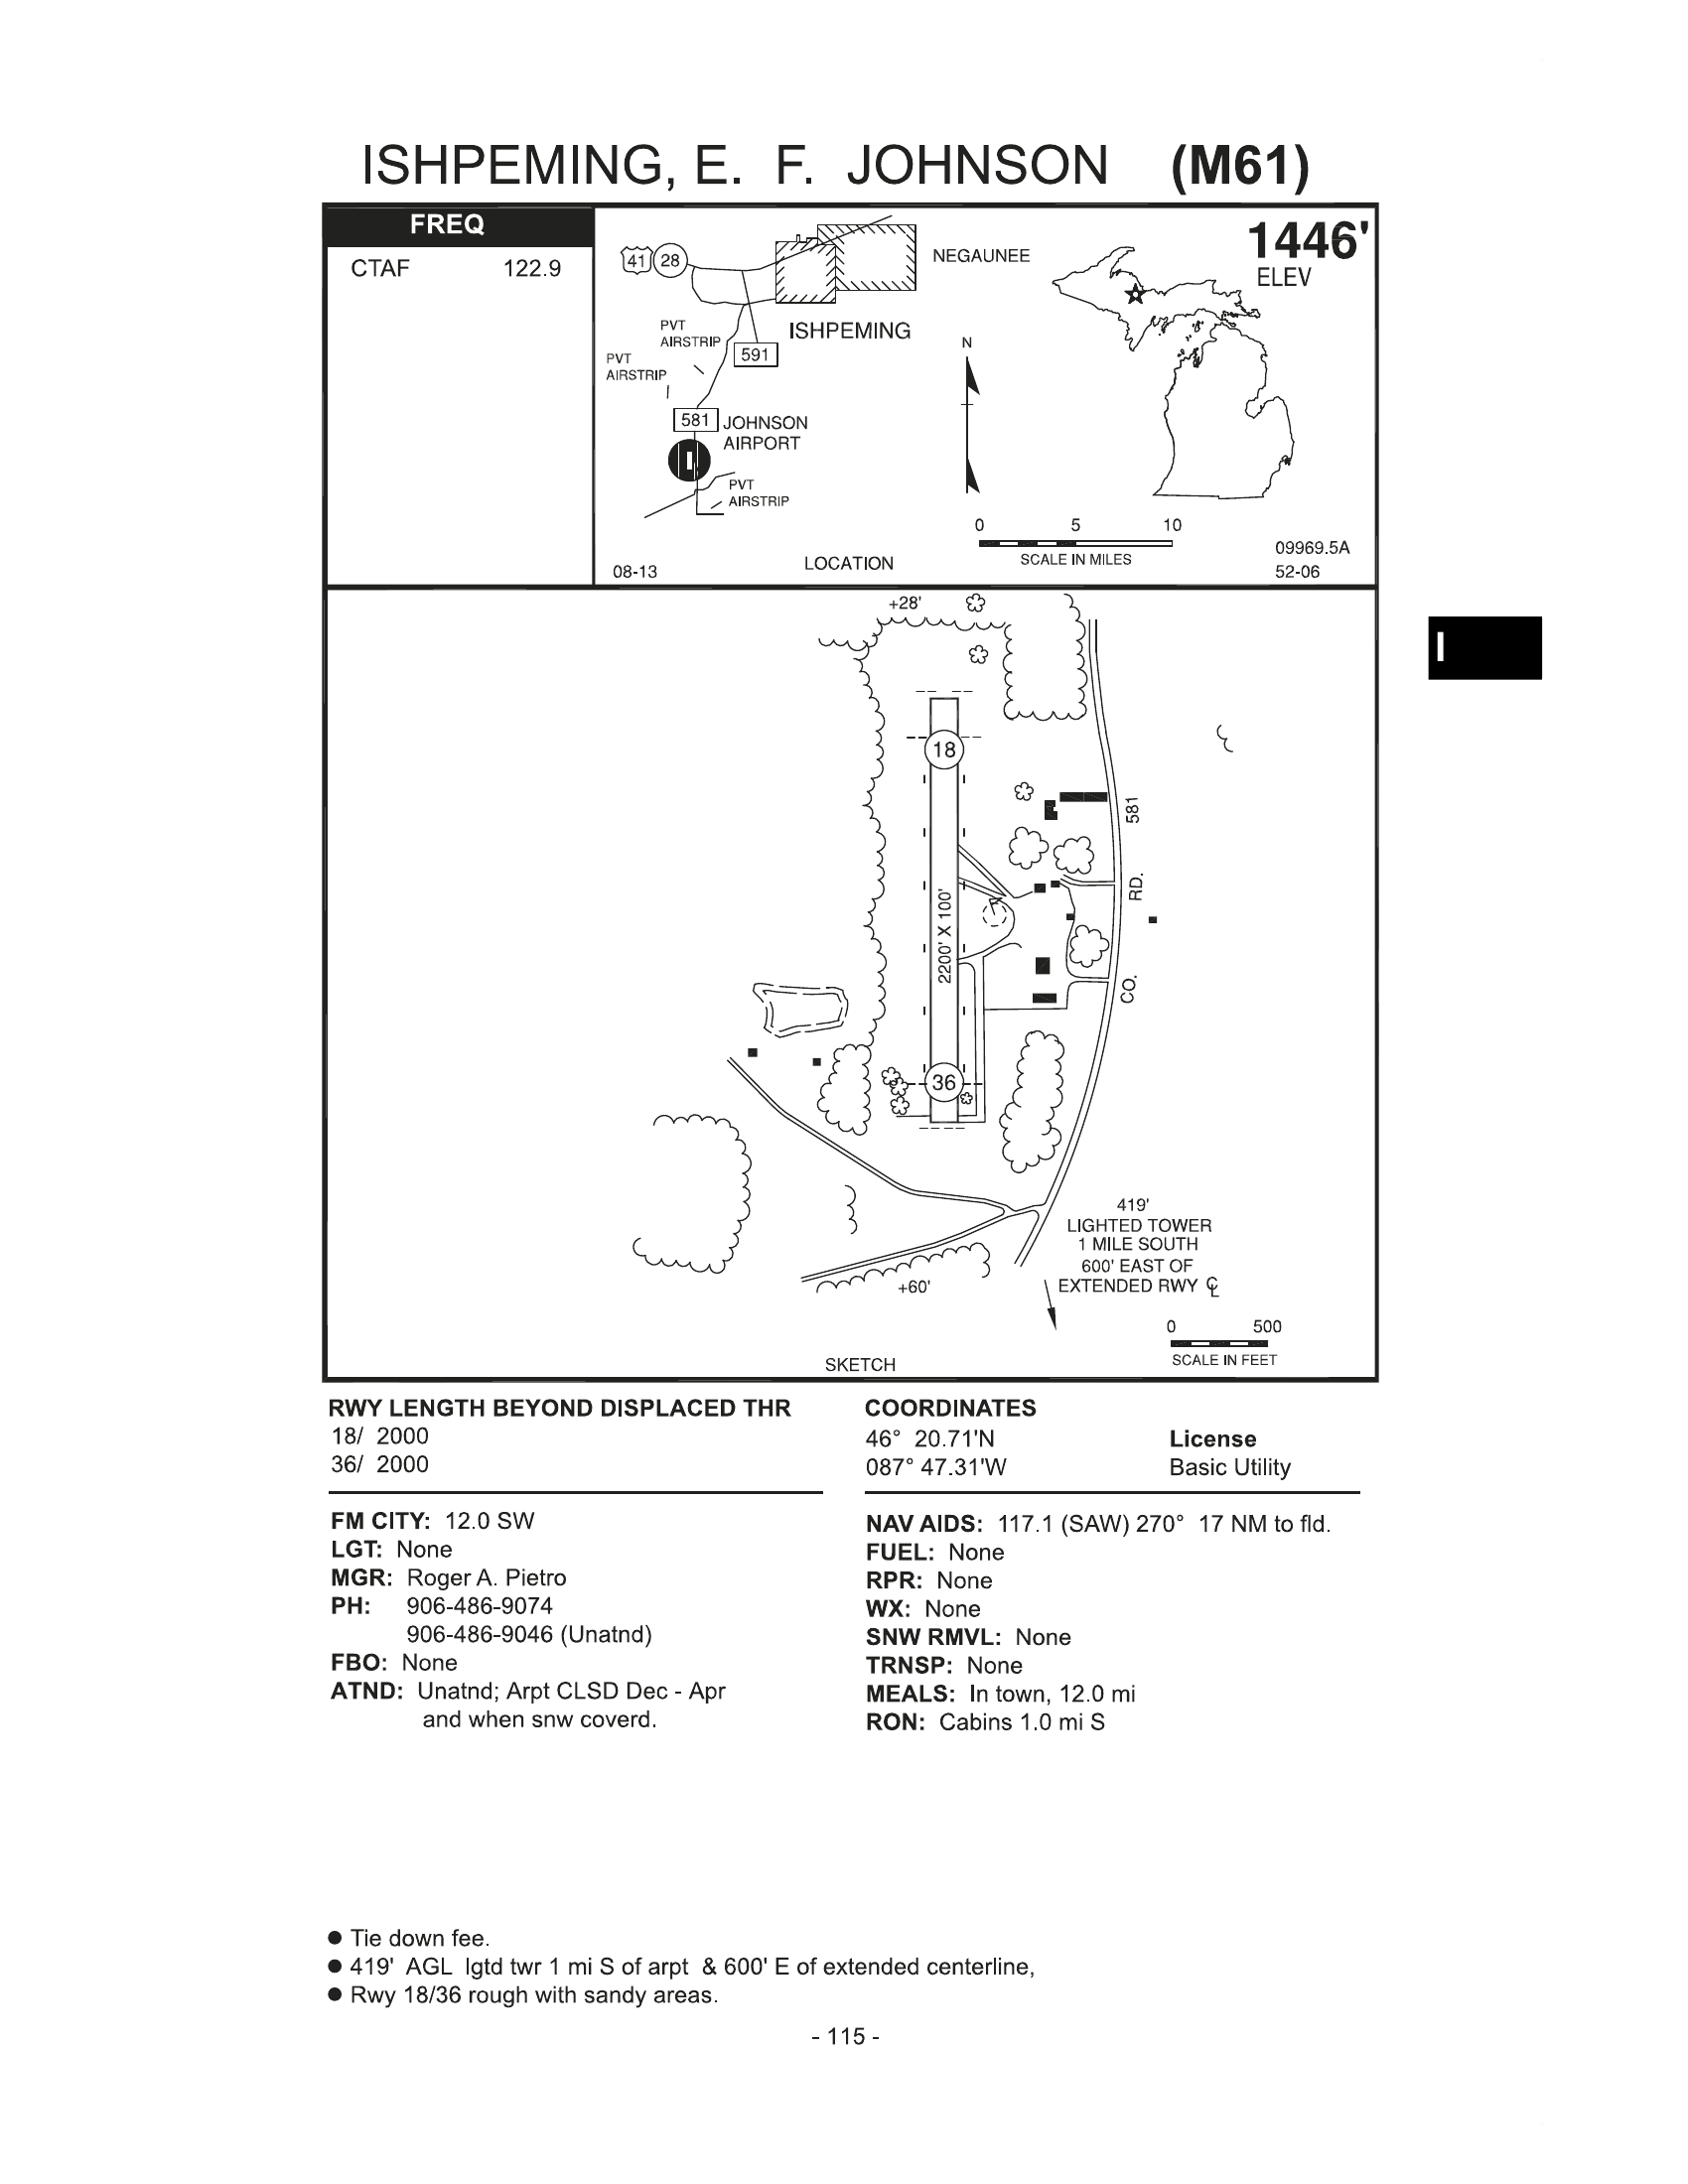 ISHPEMING, E. F. JOHNSON (M61)
FREQ
CTAF 122.9
1446'
ELEV
41 28
NEGAUNEE
ISHPEMING
PVT
AIRSTRIP
591
PVT
AIRSTRIP
N
581
JOHNSON
AIRPORT
PVT
AIRSTRIP
0 5 10
SCALE IN MILES
LOCATION
08-13
09969.5A
52-06
+28'
I
18
581
2200' X 100'
RD.
CO.
36
419'
LIGHTED TOWER
1 MILE SOUTH
600' EAST OF
EXTENDED RWY ℄
+60'
0 500
SCALE IN FEET
SKETCH
RWY LENGTH BEYOND DISPLACED THR
18/ 2000
36/ 2000
COORDINATES
46° 20.71'N
087° 47.31'W
License
Basic Utility
FM CITY: 12.0 SW
LGT: None
MGR: Roger A. Pietro
PH: 906-486-9074
906-486-9046 (Unatnd)
FBO: None
ATND: Unatnd; Arpt CLSD Dec - Apr
and when snw coverd.
NAV AIDS: 117.1 (SAW) 270° 17 NM to fld.
FUEL: None
RPR: None
WX: None
SNW RMVL: None
TRNSP: None
MEALS: In town, 12.0 mi
RON: Cabins 1.0 mi S
● Tie down fee.
● 419' AGL lgtd twr 1 mi S of arpt & 600' E of extended centerline,
● Rwy 18/36 rough with sandy areas.
- 115 -